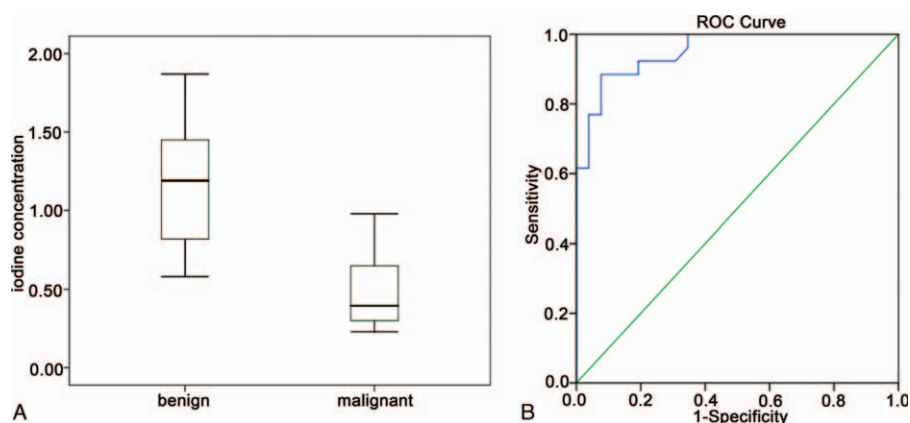 2.00
1.50
1.00
0.50
0.00
iodine concentration
benign malignant
A
ROC Curve
1.0
0.8
0.6
0.4
0.2
0.0
Sensitivity
0.0 0.2 0.4 0.6 0.8 1.0
1-Specificity
B